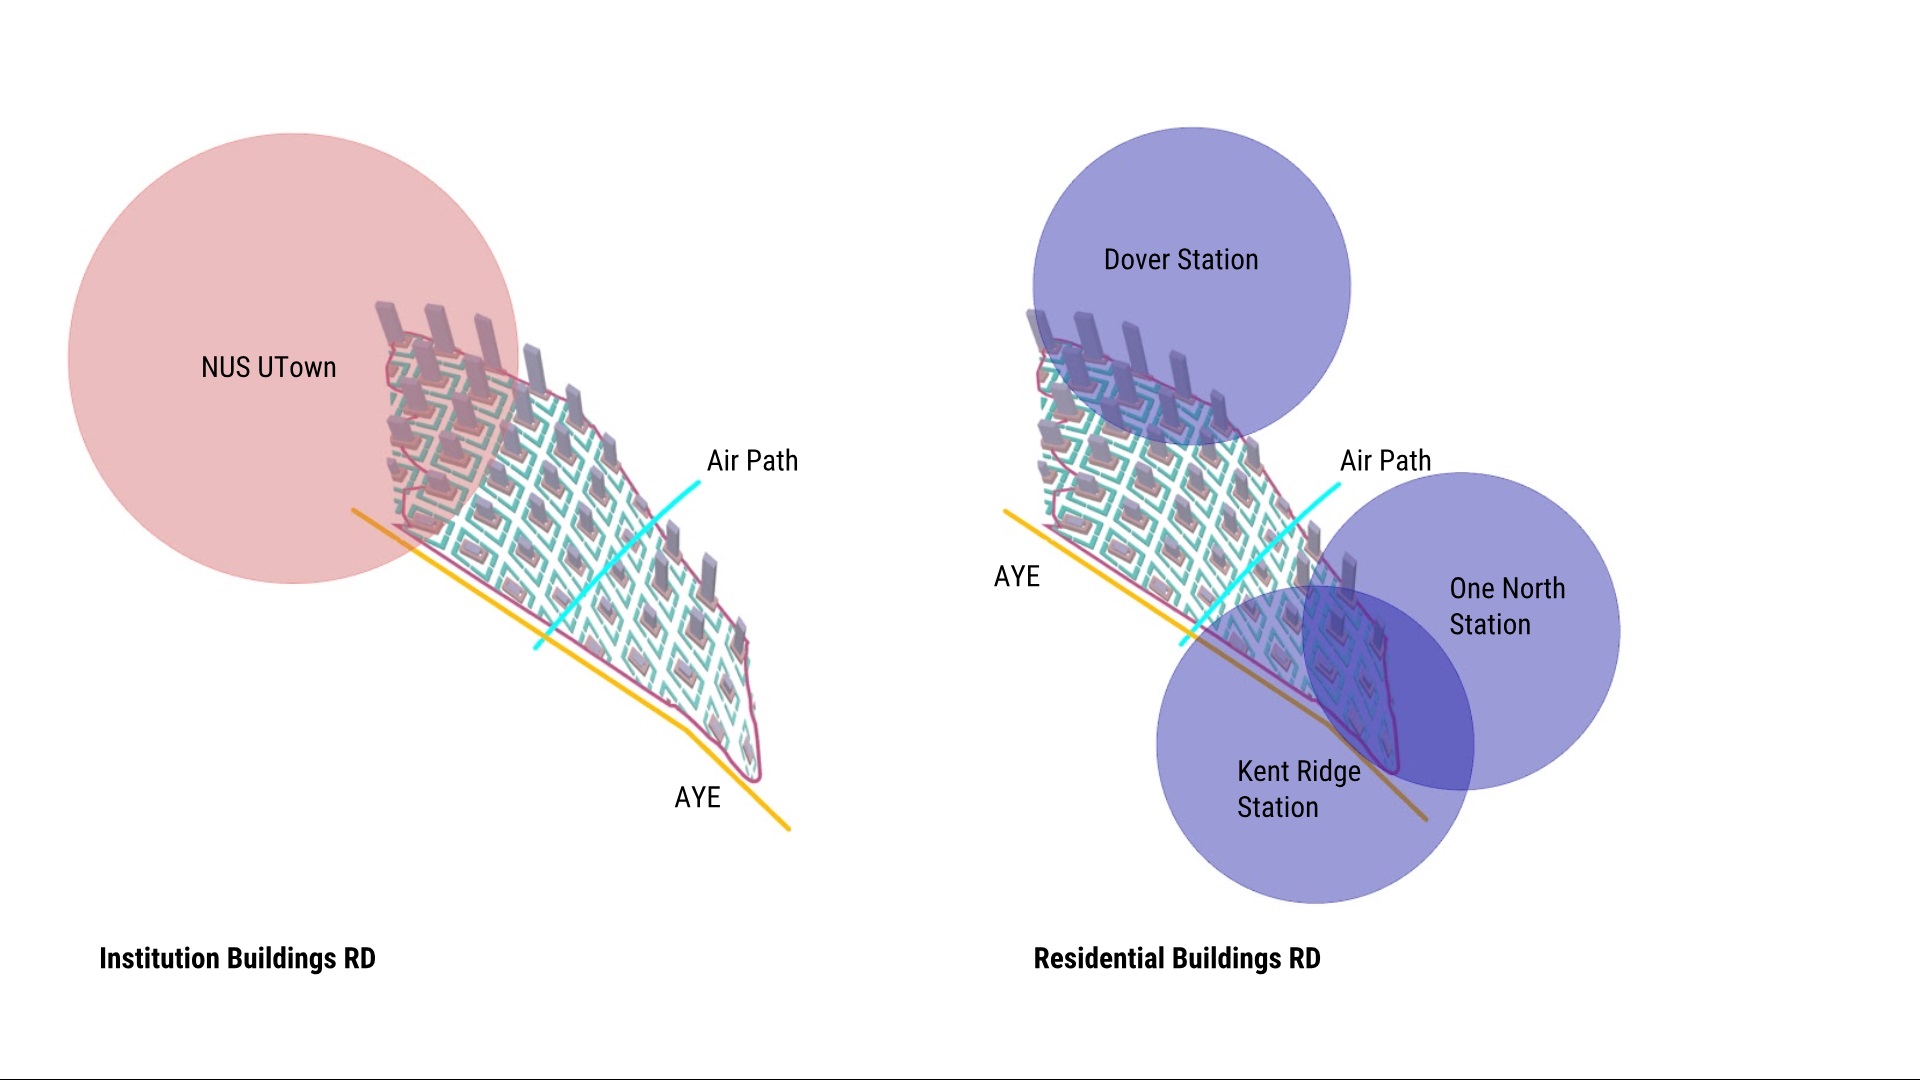 NUS UTown
Air Path
AYE
Institution Buildings RD
Dover Station
Air Path
AYE
One North
Station
Kent Ridge
Station
Residential Buildings RD